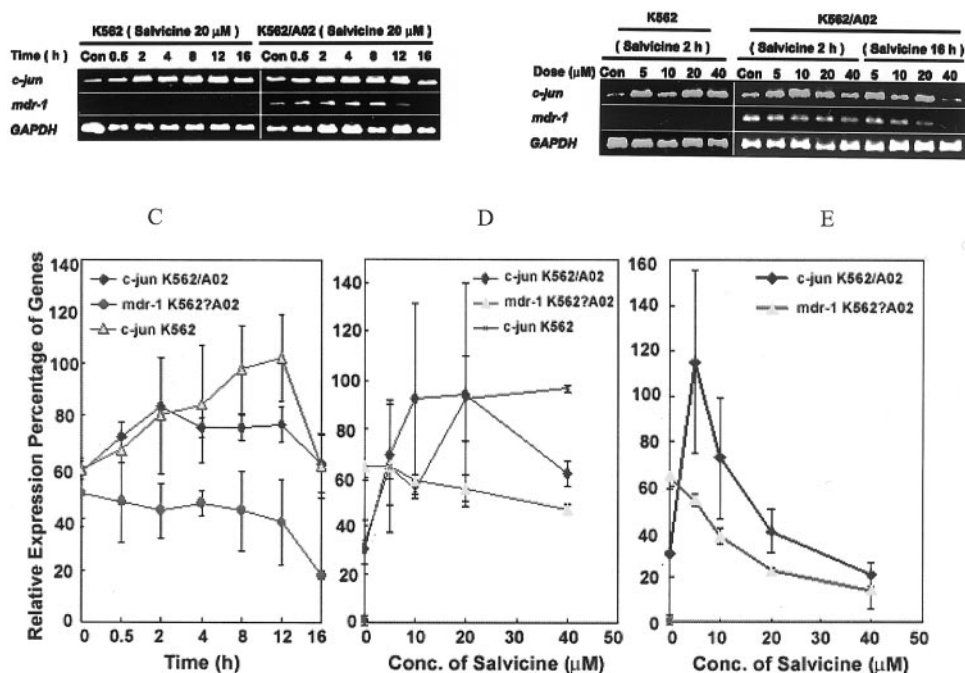 K562 ( Salvicine 20 μM) K562/A02 ( Salvicine 20 μM)
Time ( h) Con 0.5 2 4 8 12 16 Con 0.5 2 4 8 12 16
c-jun
mdr-1
GAPDH
K562 K562/A02
( Salvicine 2 h ) ( Salvicine 2 h ) ( Salvicine 16 h )
Dose (μM) Con 5 10 20 40 Con 5 10 20 40 5 10 20 40
c-jun
mdr-1
GAPDH
C D E
Relative Expression Percentage of Genes
140
120
100
80
60
40
20
0
c-jun K562/A02
mdr-1 K562?A02
c-jun K562
0 0.5 2 4 8 12 16
Time (h)
140
120
100
80
60
40
20
0
c-jun K562/A02
mdr-1 K562?A02
c-jun K562
0 10 20 30 40 50
Conc. of Salvicine (μM)
160
140
120
100
80
60
40
20
0
c-jun K562/A02
mdr-1 K562?A02
0 10 20 30 40 50
Conc. of Salvicine (μM)